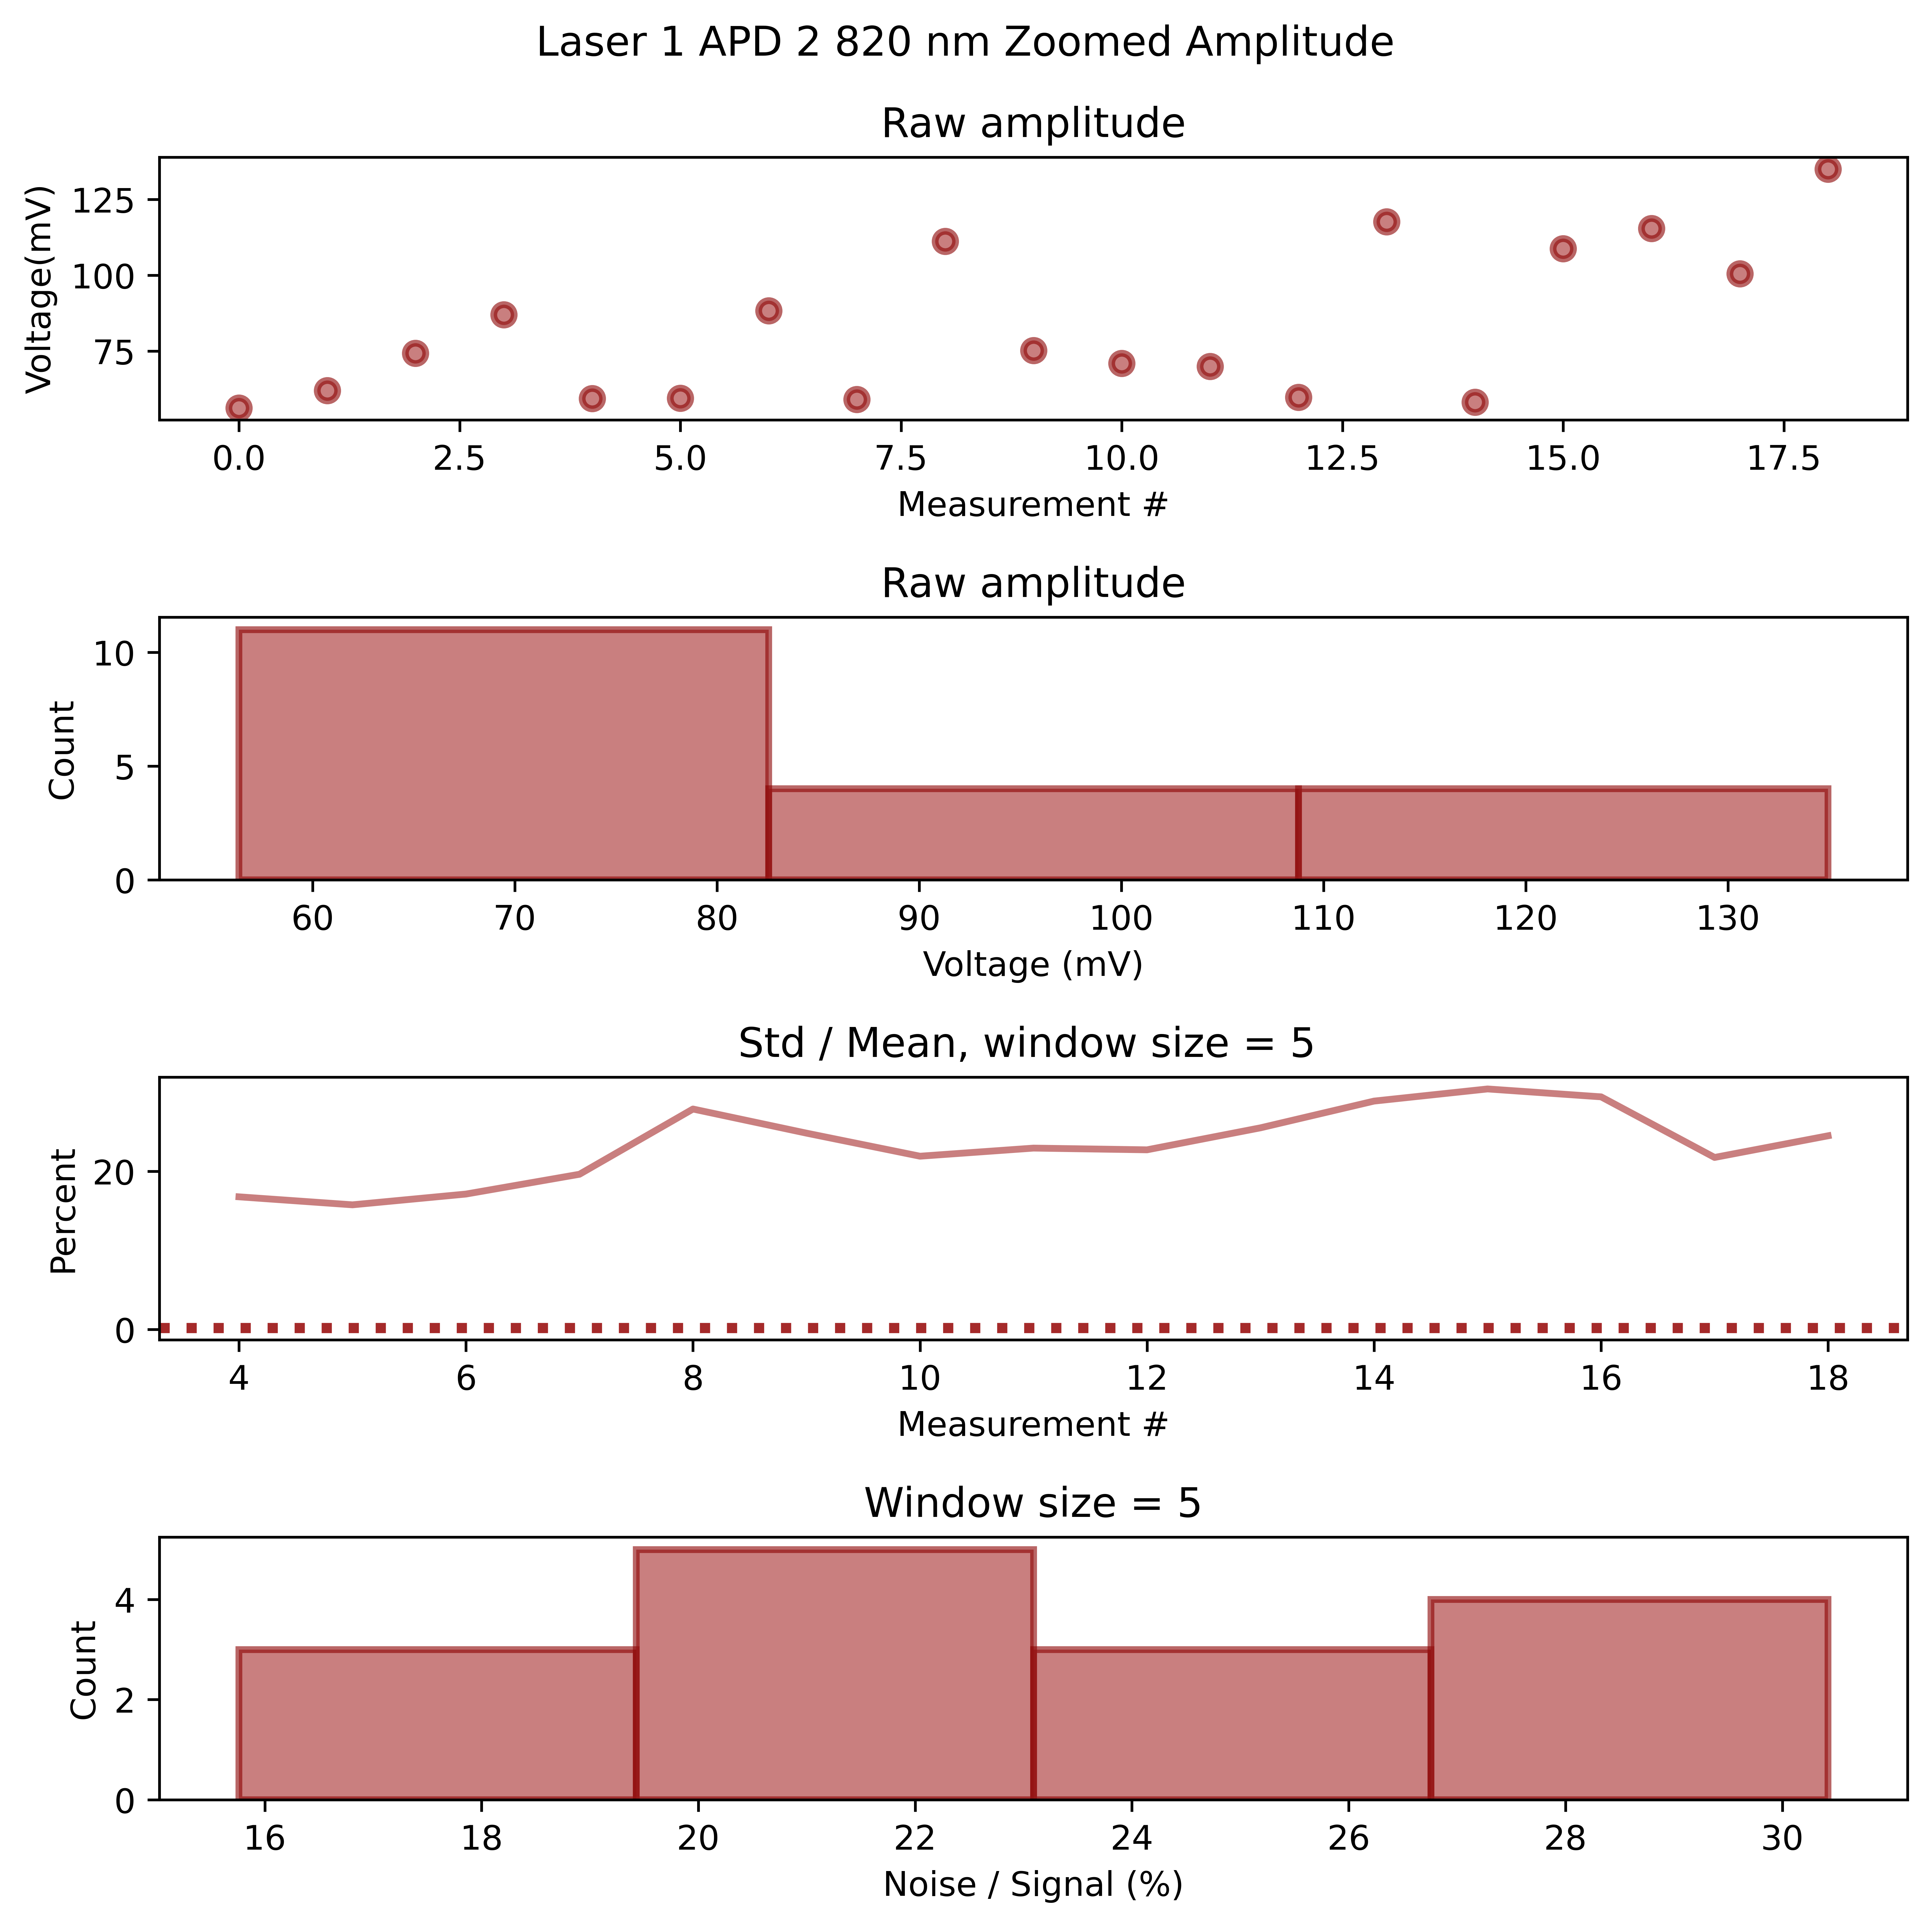 Laser 1 APD 2 820 nm Zoomed Amplitude
Raw amplitude
Voltage(mV)
125
100
75
0.0 2.5 5.0 7.5 10.0 12.5 15.0 17.5
Measurement #
Raw amplitude
Count
10
5
0
60 70 80 90 100 110 120 130
Voltage (mV)
Std / Mean, window size = 5
Percent
20
0
4 6 8 10 12 14 16 18
Measurement #
Window size = 5
Count
4
2
0
16 18 20 22 24 26 28 30
Noise / Signal (%)